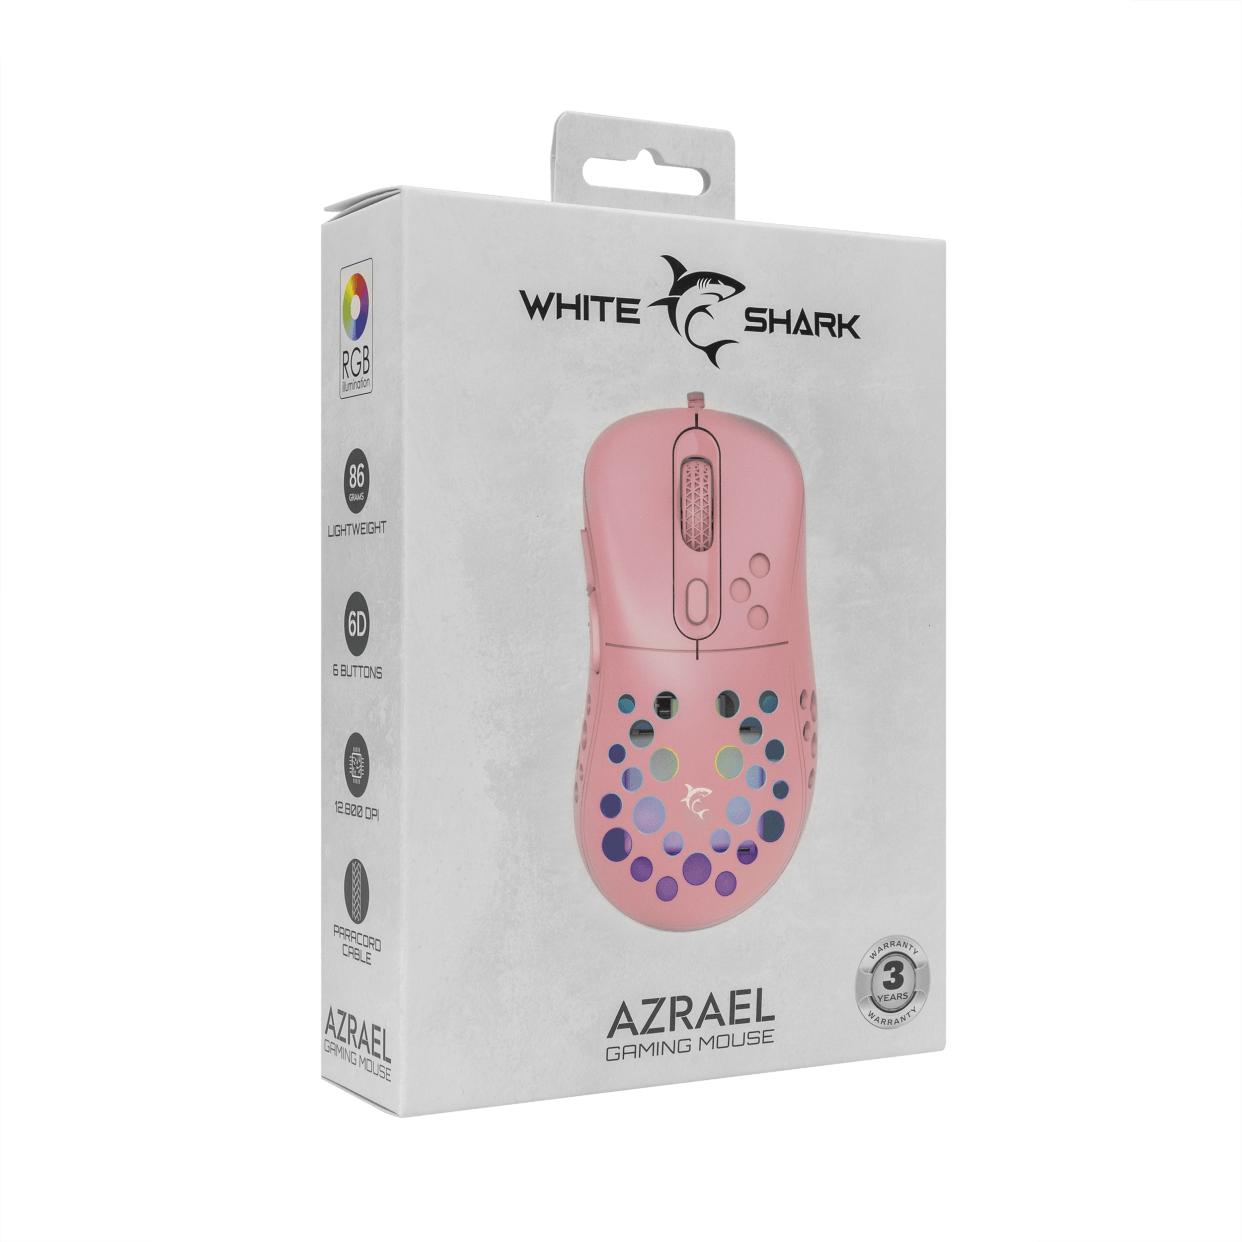 WHITE SHARK
RGB
illumination
86
GRAMS
LIGHTWEIGHT
6D
6 BUTTONS
12.800 DPI
PARACORD
CABLE
AZRAEL
GAMING MOUSE
AZRAEL
GAMING MOUSE
WARRANTY
3
YEARS
WARRANTY